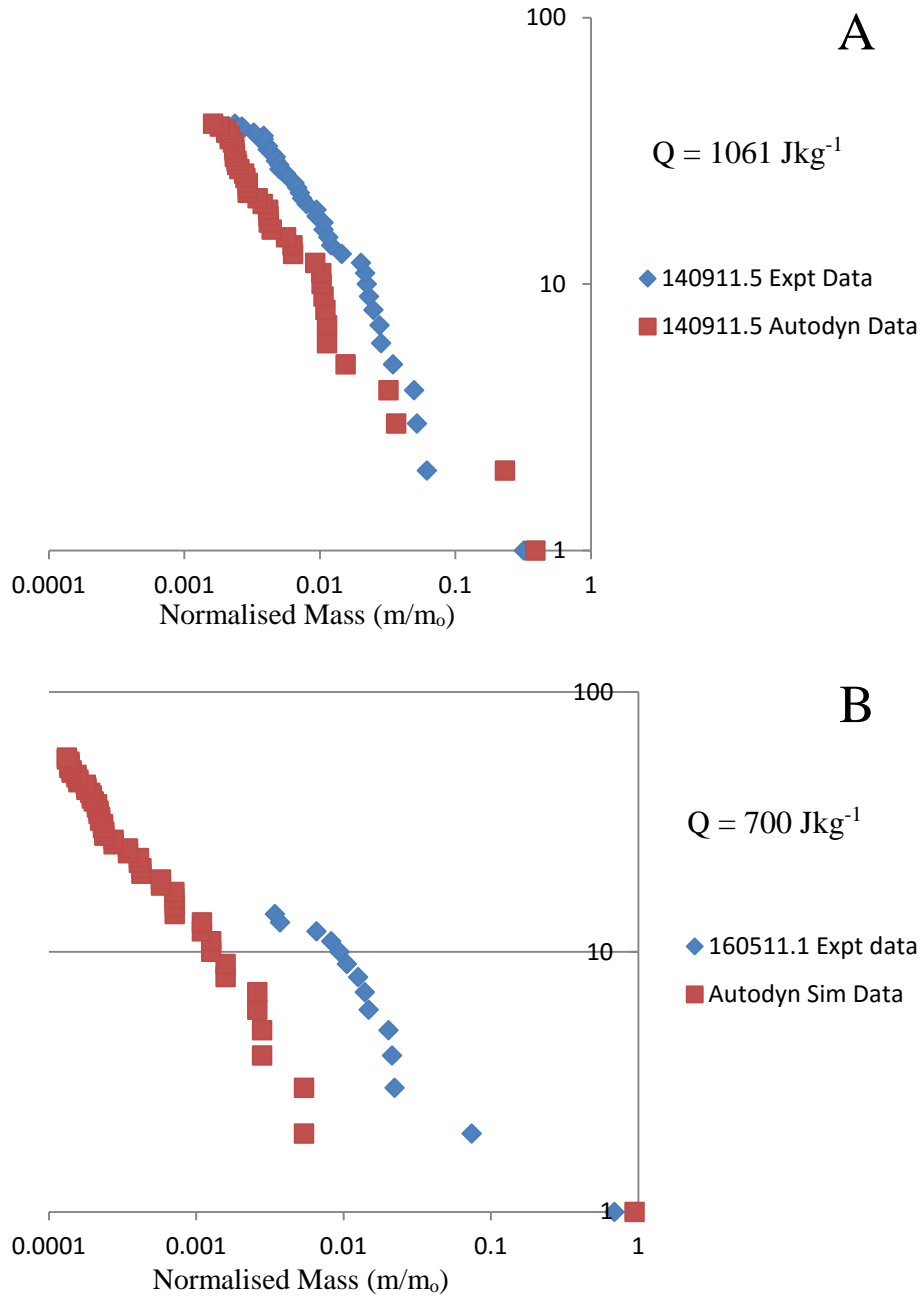 100
A
Q = 1061 Jkg⁻¹
140911.5 Expt Data
10
140911.5 Autodyn Data
1
0.0001 0.001 0.01 0.1 1
Normalised Mass (m/mₒ)
100
B
Q = 700 Jkg⁻¹
160511.1 Expt data
10
Autodyn Sim Data
1
0.0001 0.001 0.01 0.1 1
Normalised Mass (m/mₒ)